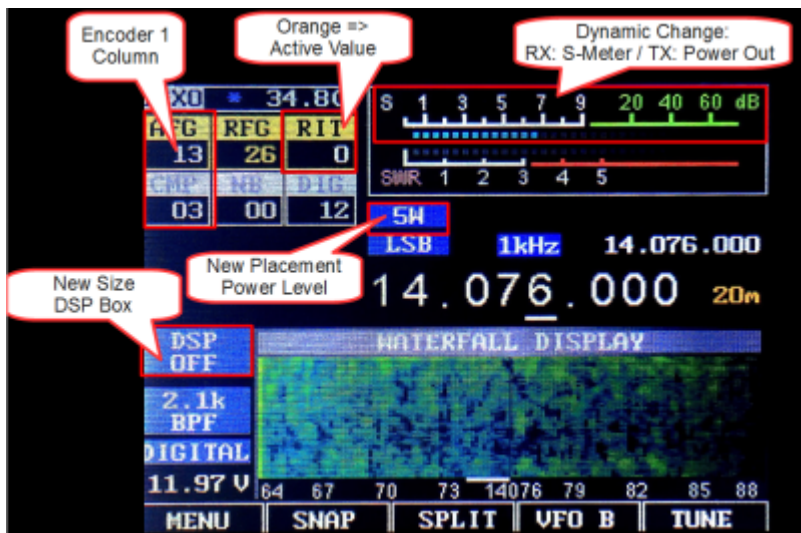 Encoder 1
Column
Orange =>
Active Value
Dynamic Change:
RX: S-Meter / TX: Power Out
34.8
S 1 3 5 7 9 20 40 60 dB
AFG RFG RIT
13 26 0
SWR 1 2 3 4 5
CMP NB DIG
03 00 12
5W
LSB 1kHz 14.076.000
New Placement
Power Level
14.076.000 20m
New Size
DSP Box
DSP
OFF
WATERFALL DISPLAY
2.1k
BPF
DIGITAL
11.97 V
64 67 70 73 14076 79 82 85 88
MENU SNAP SPLIT VFO B TUNE